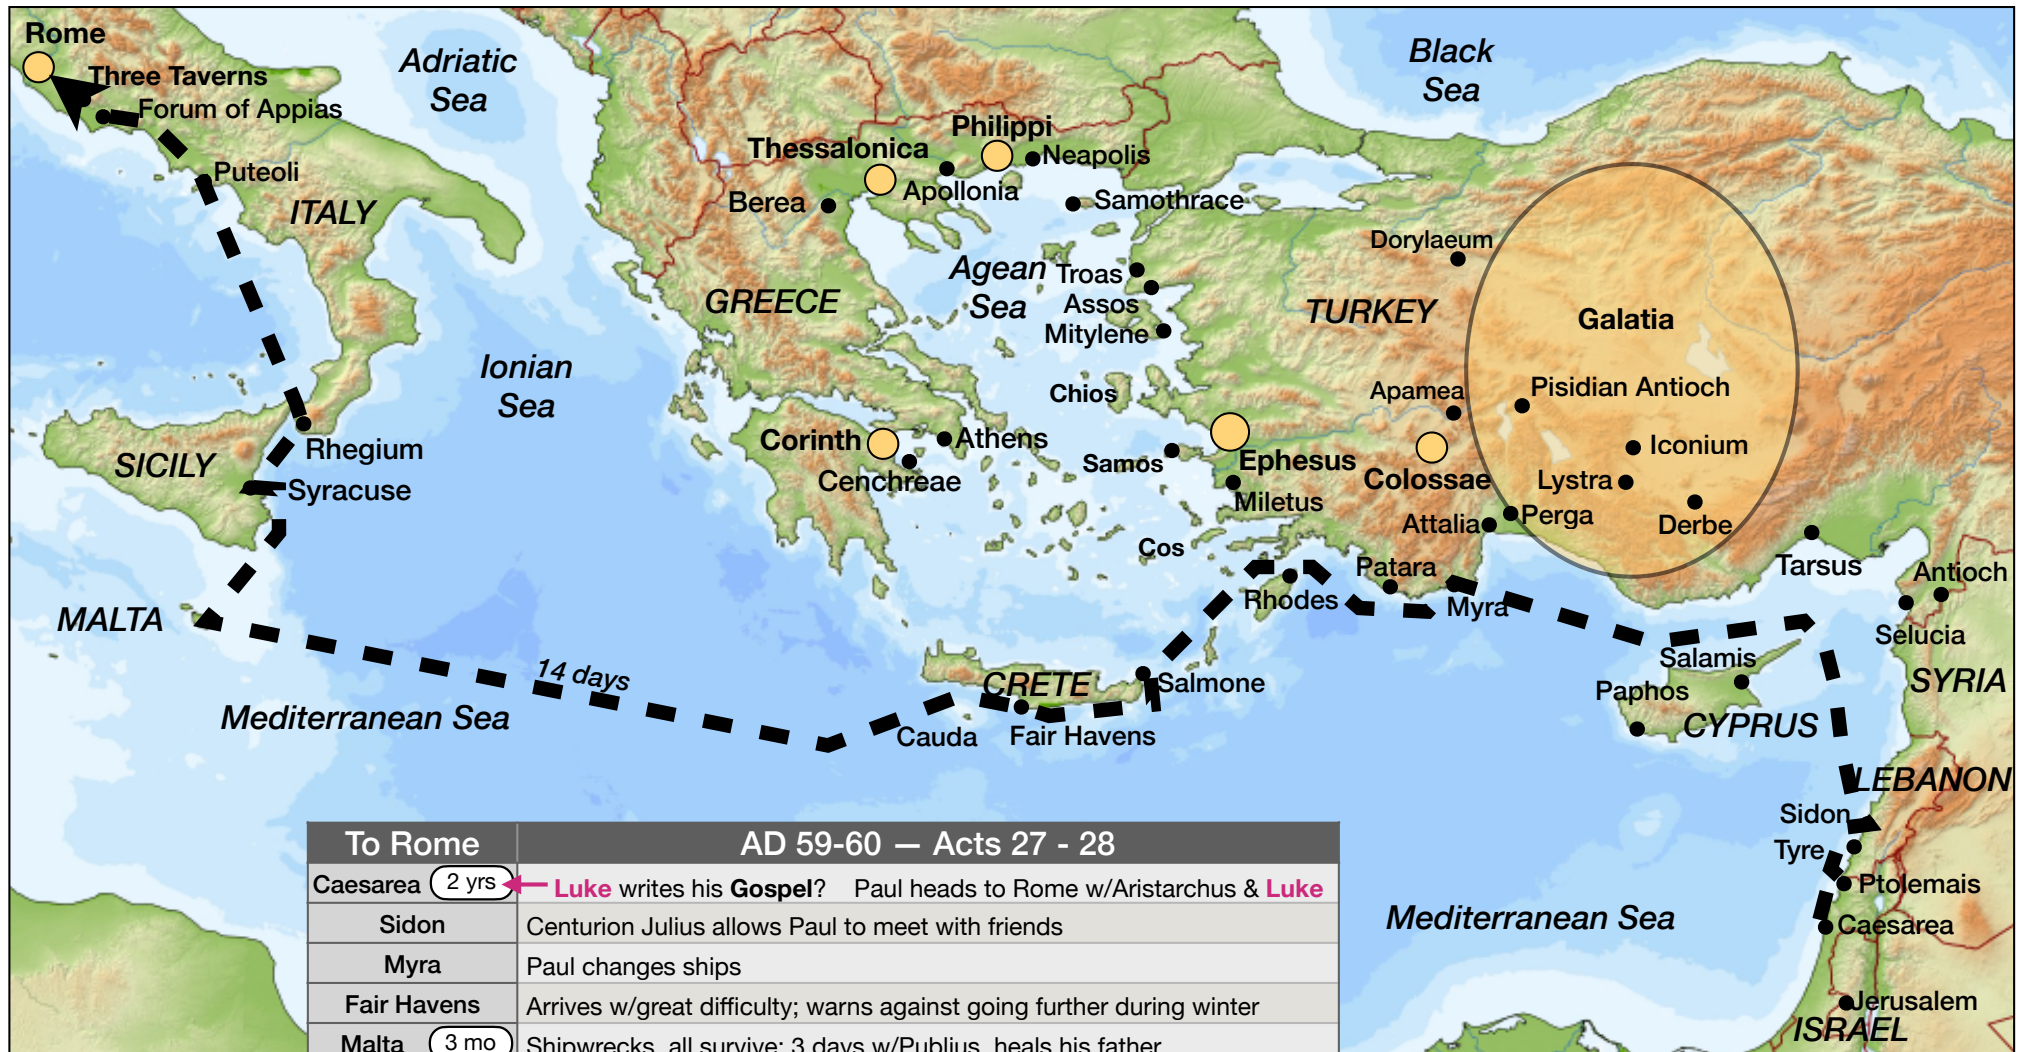 Rome
Three Taverns
Forum of Appias
Puteoli
ITALY
Adriatic
Sea
Black
Sea
Philippi
Thessalonica
Neapolis
Apollonia
Berea
Samothrace
Dorylaeum
Agean
Sea
Troas
Assos
Mitylene
GREECE
TURKEY
Galatia
Ionian
Sea
Chios
Apamea
Pisidian Antioch
Corinth
Athens
Cenchreae
Samos
Ephesus
Miletus
Colossae
Iconium
Lystra
Derbe
Attalia
Perga
Rhegium
SICILY
Syracuse
Cos
Patara
Rhodes
Myra
Tarsus
Antioch
Selucia
SYRIA
MALTA
14 days
Mediterranean Sea
CRETE
Salmone
Cauda
Fair Havens
Salamis
Paphos
CYPRUS
LEBANON
Sidon
Tyre
Ptolemais
Mediterranean Sea
Caesarea
Jerusalem
ISRAEL
To Rome AD 59-60 — Acts 27 - 28
Caesarea 2 yrs Luke writes his Gospel? Paul heads to Rome w/Aristarchus & Luke
Sidon Centurion Julius allows Paul to meet with friends
Myra Paul changes ships
Fair Havens Arrives w/great difficulty; warns against going further during winter
Malta 3 mo Shipwrecks, all survive; 3 days w/Publius, heals his father